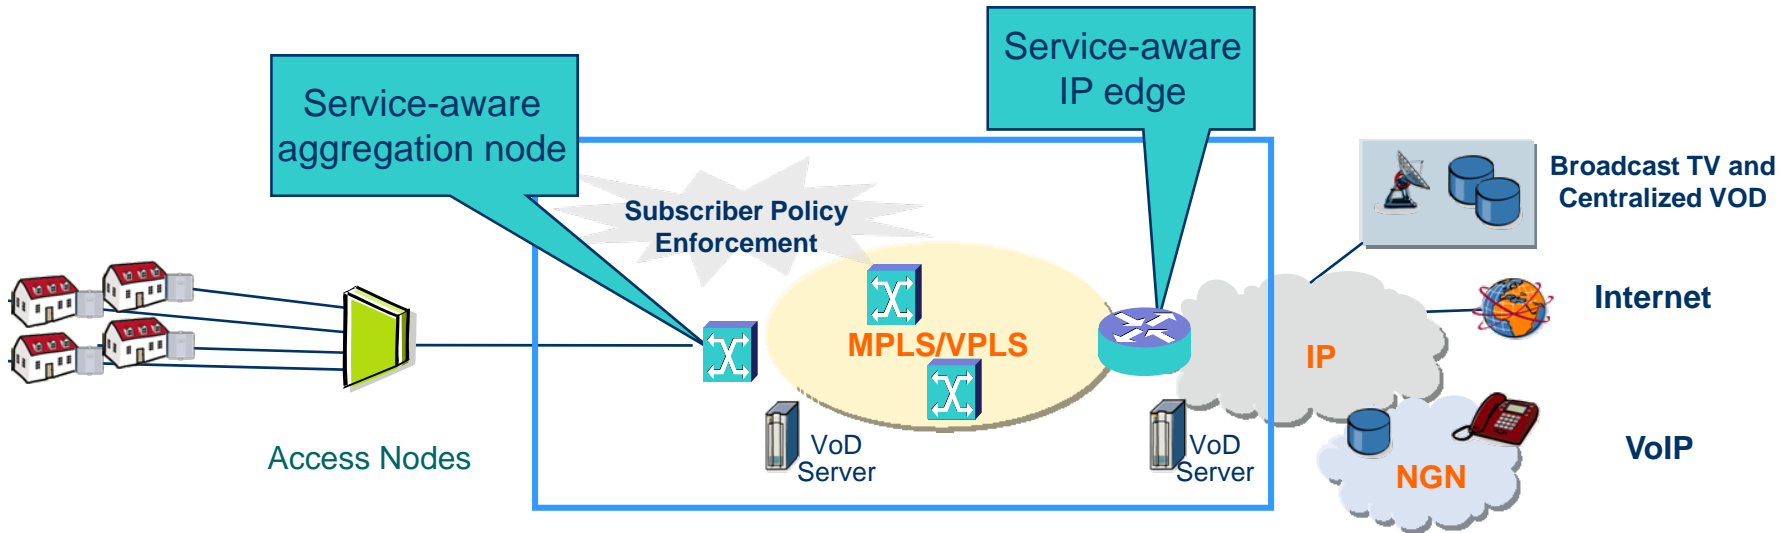 Service-aware
aggregation node
Service-aware
IP edge
Subscriber Policy
Enforcement
Broadcast TV and
Centralized VOD
Internet
MPLS/VPLS
IP
Access Nodes
VoD
Server
VoD
Server
NGN
VoIP